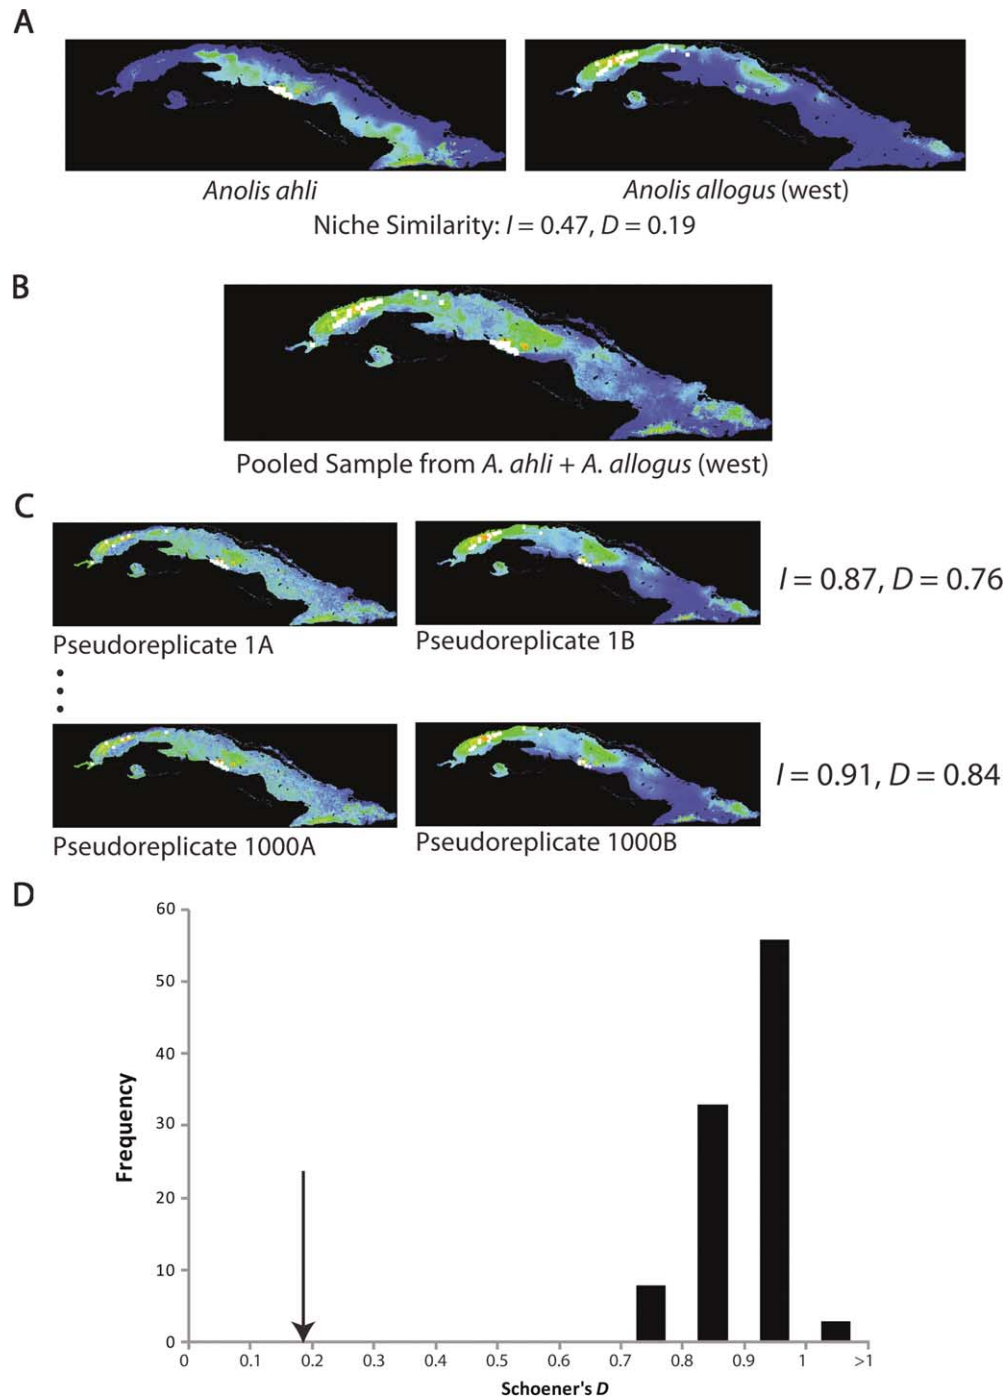 A
Anolis ahli
Anolis allogus (west)
Niche Similarity: I = 0.47, D = 0.19
B
Pooled Sample from A. ahli + A. allogus (west)
C
I = 0.87, D = 0.76
Pseudoreplicate 1A
Pseudoreplicate 1B
I = 0.91, D = 0.84
Pseudoreplicate 1000A
Pseudoreplicate 1000B
D
60
50
40
30
20
10
0
Frequency
0 0.1 0.2 0.3 0.4 0.5 0.6 0.7 0.8 0.9 1 >1
Schoener's D